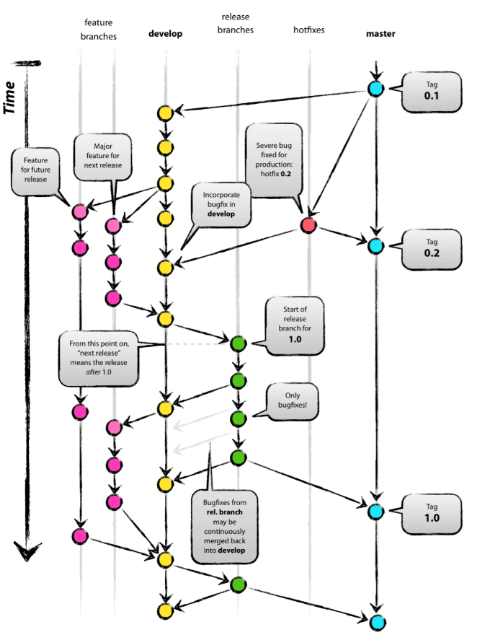 feature
branches
develop
release
branches
hotfixes
master
Time
Tag
0.1
Feature
for future
release
Major
feature for
next release
Severe bug
fixed for
production:
hotfix 0.2
Incorporate
bugfix in
develop
Tag
0.2
Start of
release
branch for
1.0
From this point on,
"next release"
means the release
after 1.0
Only
bugfixes!
Bugfixes from
rel. branch
may be
continuously
merged back
into develop
Tag
1.0